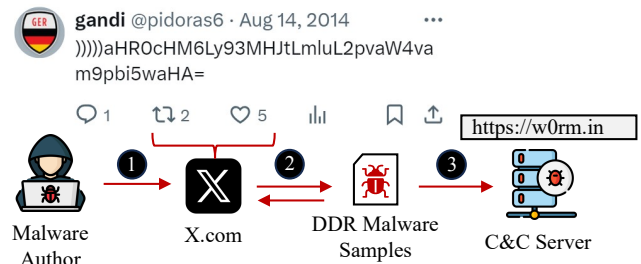 GER
gandi @pidoras6 · Aug 14, 2014 ...
)))))aHR0cHM6Ly93MHJtLmluL2pvaW4va
m9pbi5waHA=
1 2 5
https://w0rm.in
1 2 3
X
Malware
Author
X.com
DDR Malware
Samples
C&C Server